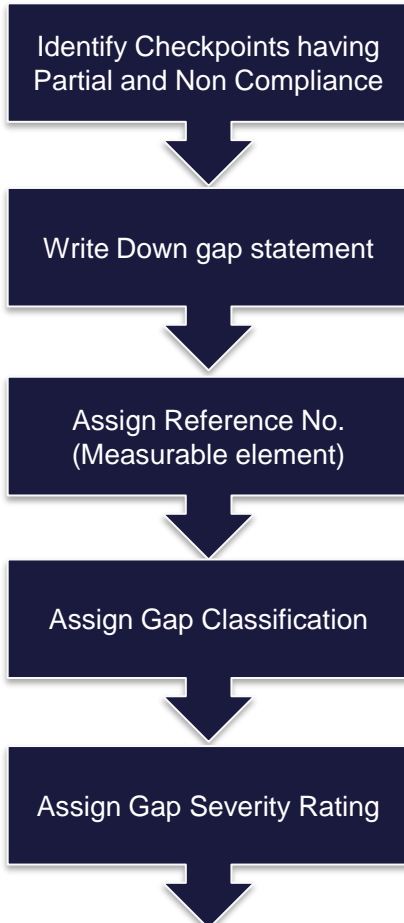 Identify Checkpoints having
Partial and Non Compliance
Write Down gap statement
Assign Reference No.
(Measurable element)
Assign Gap Classification
Assign Gap Severity Rating